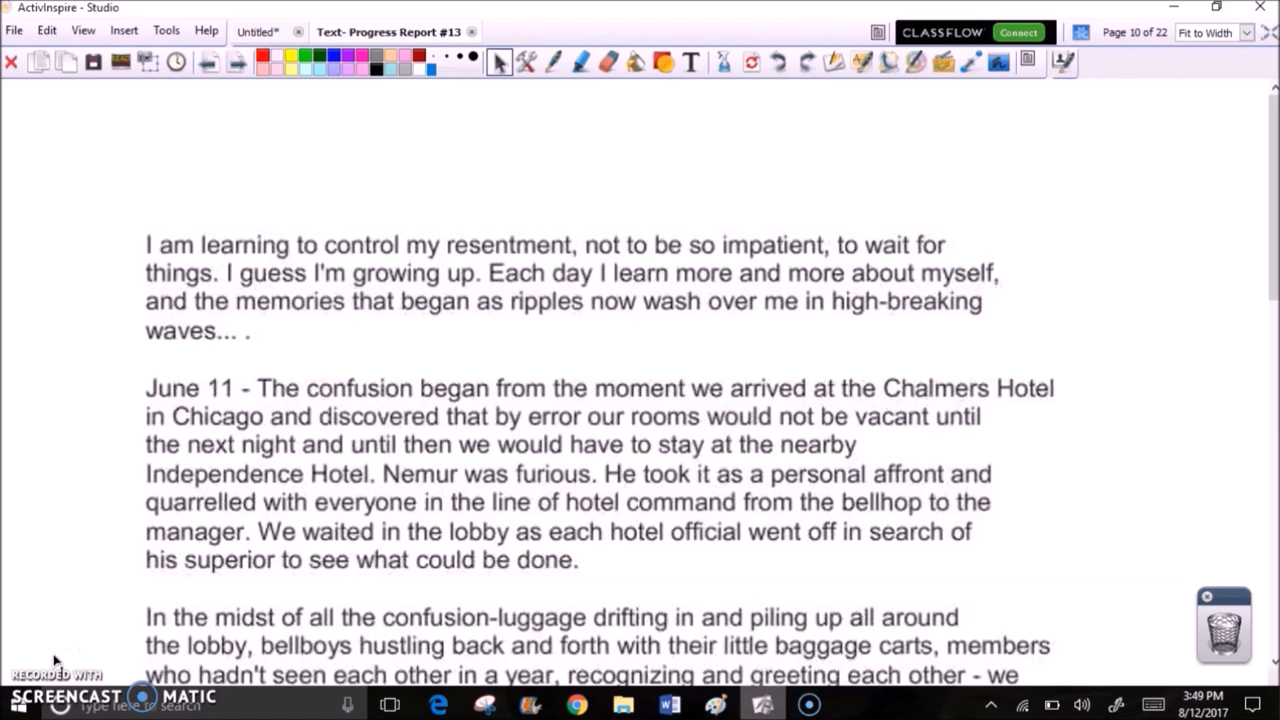 ActivInspire - Studio
File Edit View Insert Tools Help Untitled* Text- Progress Report #13 CLASSFLOW Connect Page 10 of 22 Fit to Width
I am learning to control my resentment, not to be so impatient, to wait for
things. I guess I'm growing up. Each day I learn more and more about myself,
and the memories that began as ripples now wash over me in high-breaking
waves... .
June 11 - The confusion began from the moment we arrived at the Chalmers Hotel
in Chicago and discovered that by error our rooms would not be vacant until
the next night and until then we would have to stay at the nearby
Independence Hotel. Nemur was furious. He took it as a personal affront and
quarrelled with everyone in the line of hotel command from the bellhop to the
manager. We waited in the lobby as each hotel official went off in search of
his superior to see what could be done.
In the midst of all the confusion-luggage drifting in and piling up all around
the lobby, bellboys hustling back and forth with their little baggage carts, members
who hadn't seen each other in a year, recognizing and greeting each other - we
RECORDED WITH
SCREENCAST MATIC
Type here to search
3:49 PM
8/12/2017